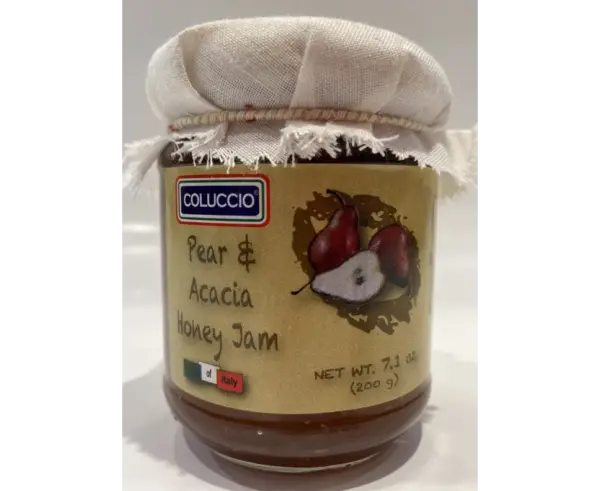 COLUCCIO®
Pear &
Acacia
Honey Jam
of Italy
NET WT. 7.1 oz.
(200 g)